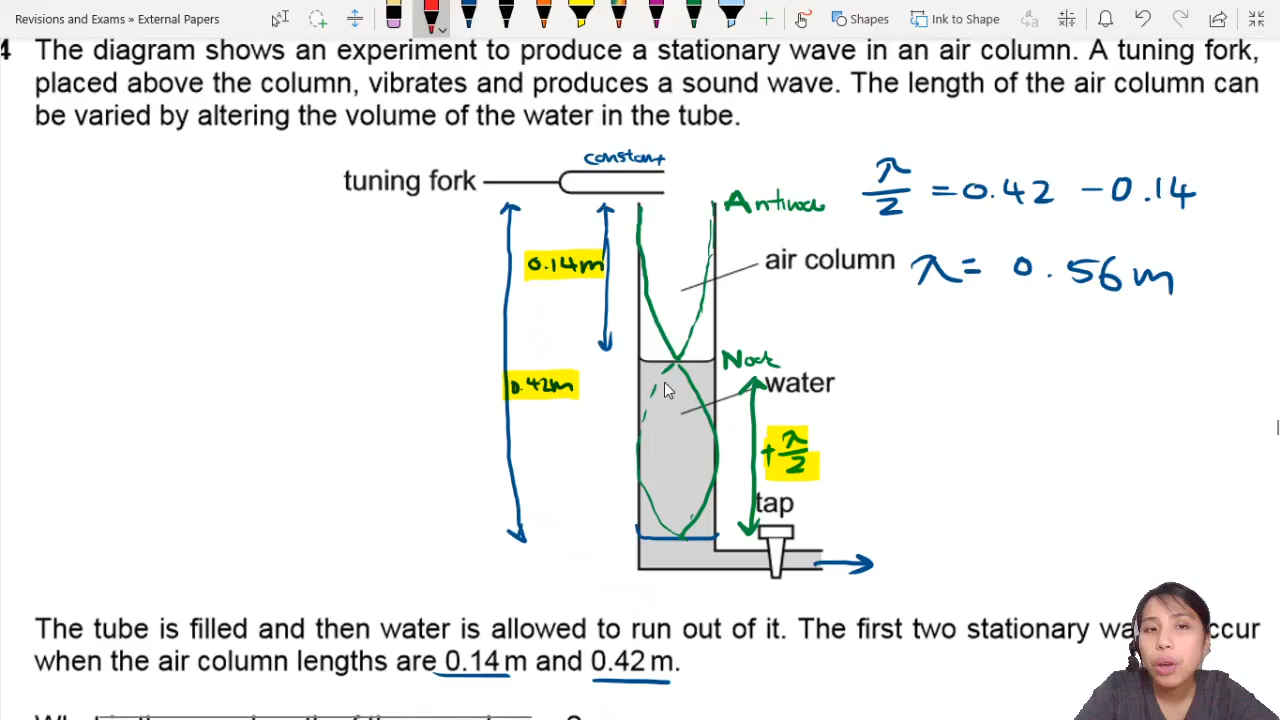 Revisions and Exams » External Papers
Shapes
Ink to Shape
4 The diagram shows an experiment to produce a stationary wave in an air column. A tuning fork,
placed above the column, vibrates and produces a sound wave. The length of the air column can
be varied by altering the volume of the water in the tube.
constant
tuning fork
Antinode
λ/2 = 0.42 - 0.14
0.14m
air column
λ = 0.56m
Node
0.42m
water
+ λ/2
tap
The tube is filled and then water is allowed to run out of it. The first two stationary wa occur
when the air column lengths are 0.14 m and 0.42 m.